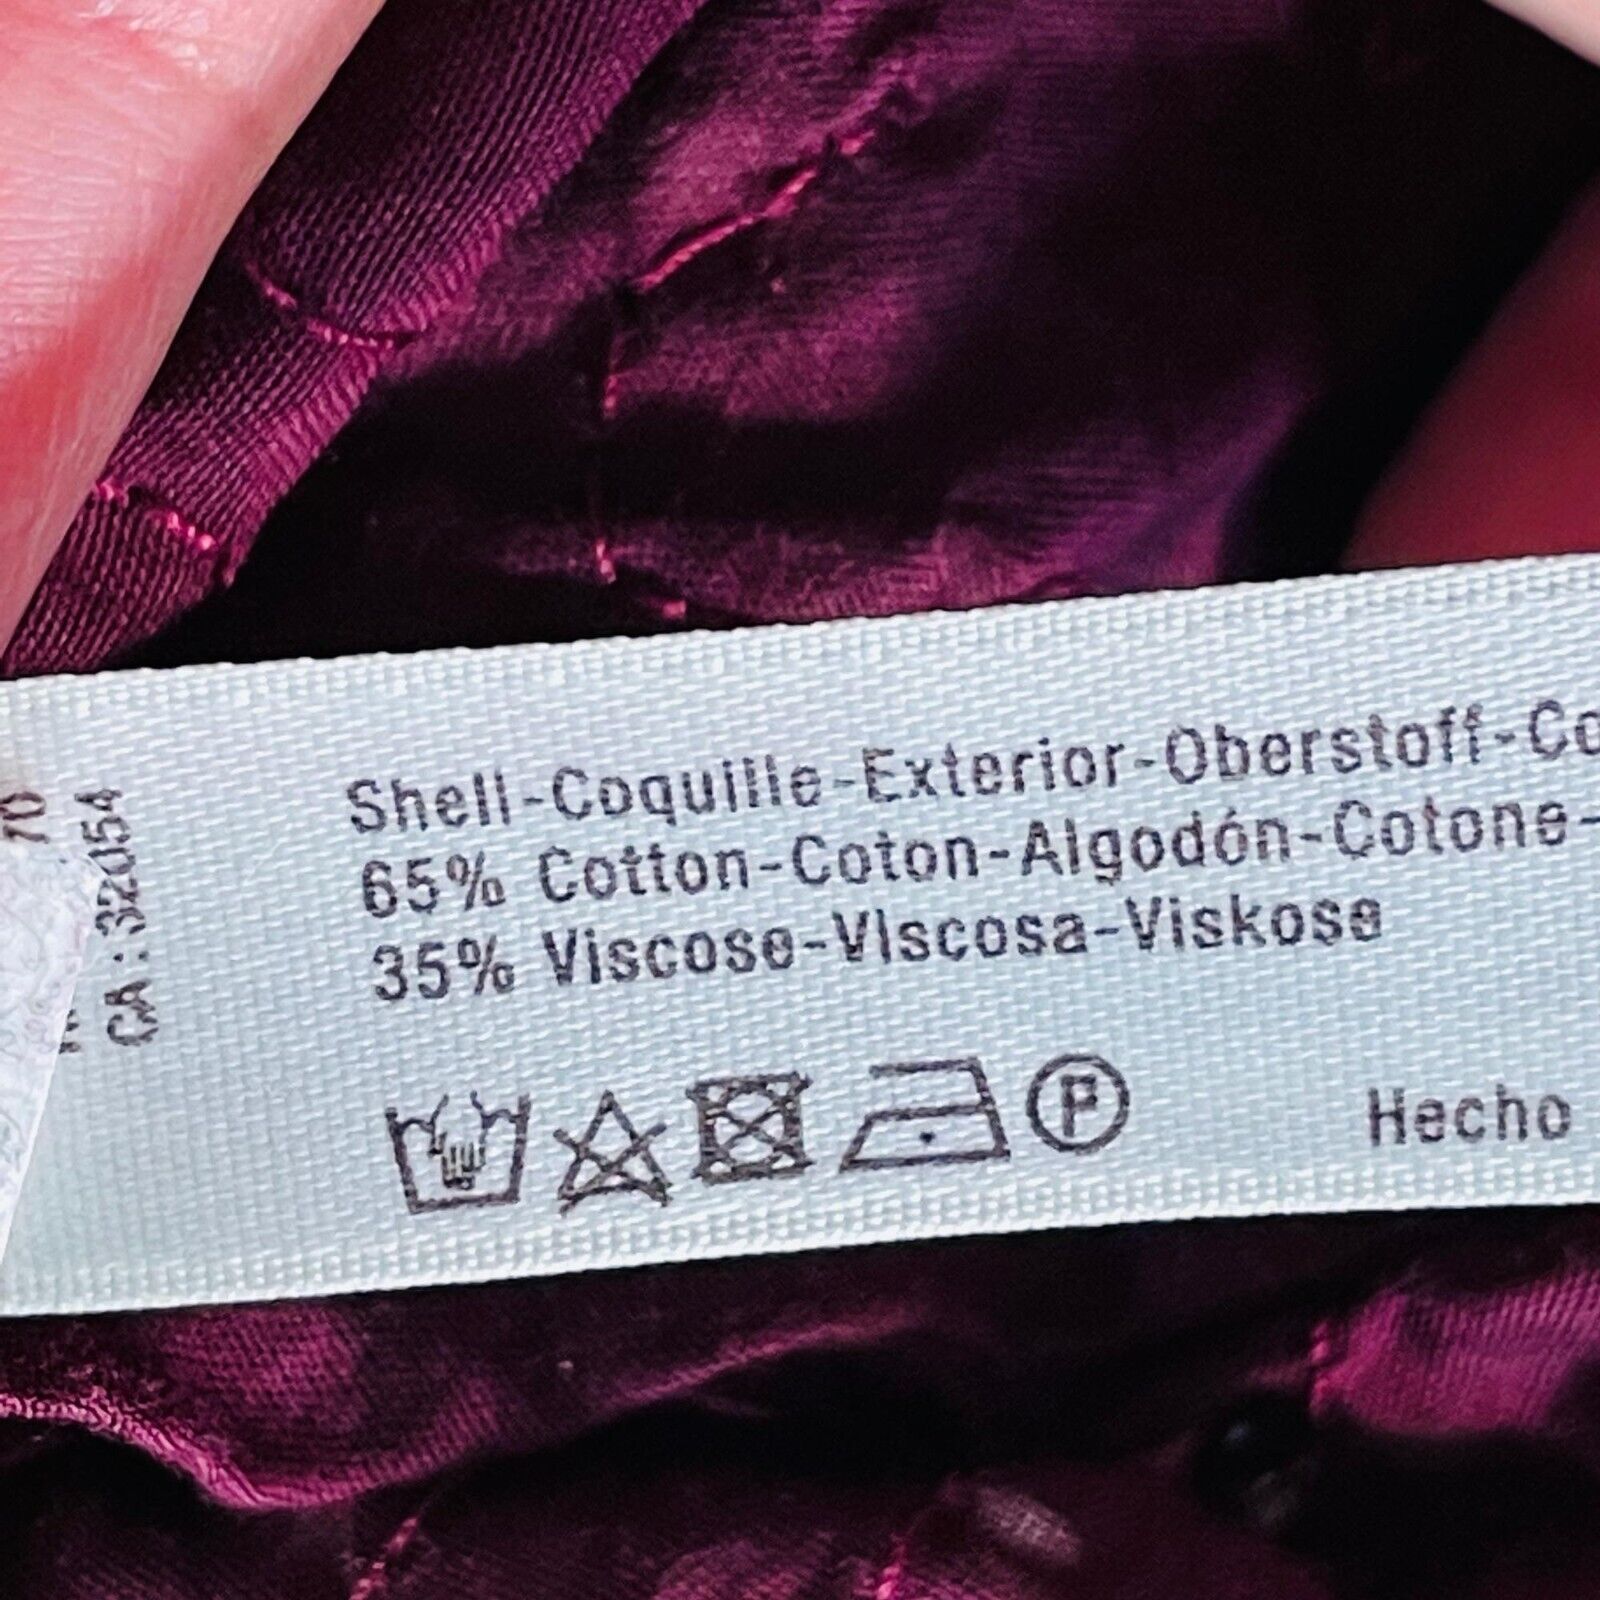 Shell-Coquille-Exterior-Oberstoff-Co
65% Cotton-Coton-Algodón-Cotone-
35% Viscose-Viscosa-Viskose
P
Hecho
CA: 32054